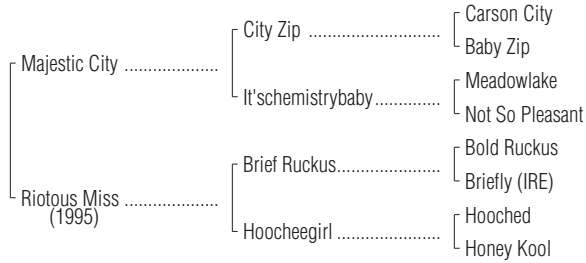 Carson City
City Zip ...................
Baby Zip
Majestic City ...................
Meadowlake
It'schemistrybaby.............
Not So Pleasant
Bold Ruckus
Brief Ruckus...................
Briefly (IRE)
Riotous Miss ...................
(1995)
Hooched
Hoocheegirl ...................
Honey Kool